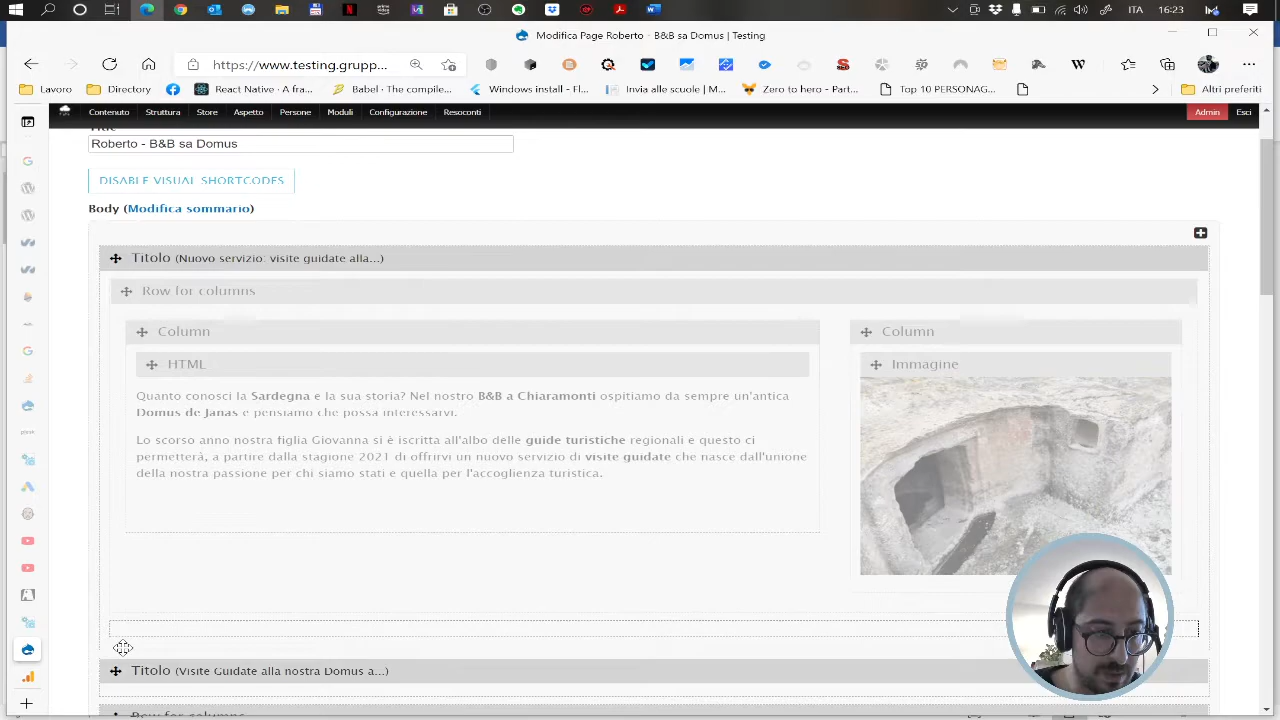 ITA 16:23
Modifica Page Roberto - B&B sa Domus | Testing
https://www.testing.grupp...
Lavoro Directory React Native · A fra... Babel · The compile... Windows install - Fl... Invia alle scuole | M... Zero to hero - Part... Top 10 PERSONAG... Altri preferiti
Contenuto Struttura Store Aspetto Persone Moduli Configurazione Resoconti Admin Esci
Title
Roberto - B&B sa Domus
DISABLE VISUAL SHORTCODES
Body (Modifica sommario)
Titolo (Nuovo servizio: visite guidate alla...)
Row for columns
Column Column
HTML Immagine
Quanto conosci la Sardegna e la sua storia? Nel nostro B&B a Chiaramonti ospitiamo da sempre un'antica
Domus de Janas e pensiamo che possa interessarvi.
Lo scorso anno nostra figlia Giovanna si è iscritta all'albo delle guide turistiche regionali e questo ci
permetterà, a partire dalla stagione 2021 di offrirvi un nuovo servizio di visite guidate che nasce dall'unione
della nostra passione per chi siamo stati e quella per l'accoglienza turistica.
Titolo (Visite Guidate alla nostra Domus a...)
Row for columns